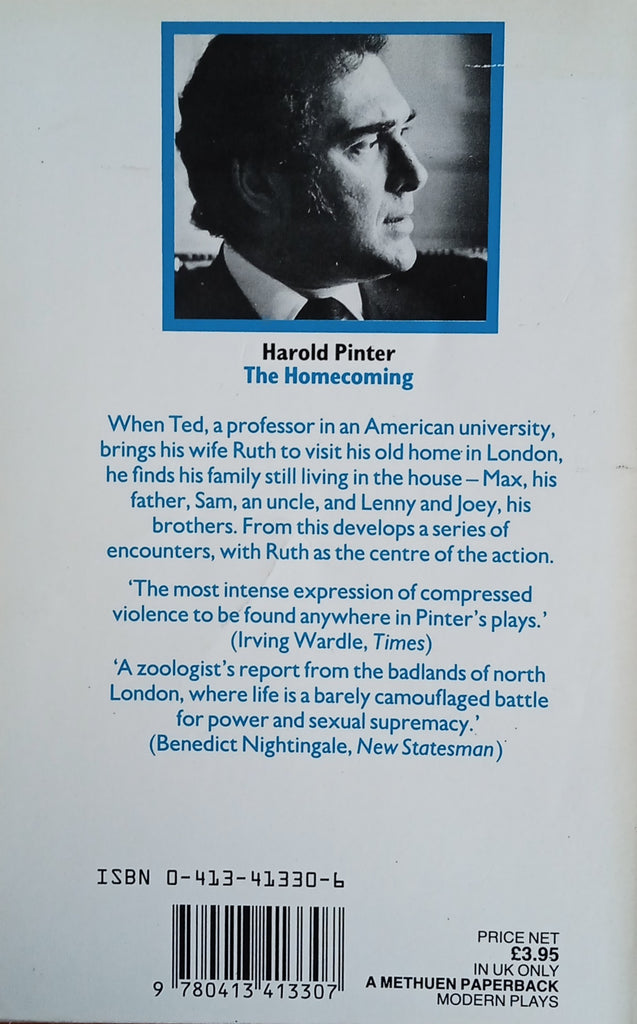 Harold Pinter
The Homecoming
When Ted, a professor in an American university,
brings his wife Ruth to visit his old home in London,
he finds his family still living in the house – Max, his
father, Sam, an uncle, and Lenny and Joey, his
brothers. From this develops a series of
encounters, with Ruth as the centre of the action.
‘The most intense expression of compressed
violence to be found anywhere in Pinter’s plays.’
(Irving Wardle, Times)
‘A zoologist’s report from the badlands of north
London, where life is a barely camouflaged battle
for power and sexual supremacy.’
(Benedict Nightingale, New Statesman)
ISBN 0-413-41330-6
9 780413 413307
PRICE NET
£3.95
IN UK ONLY
A METHUEN PAPERBACK
MODERN PLAYS